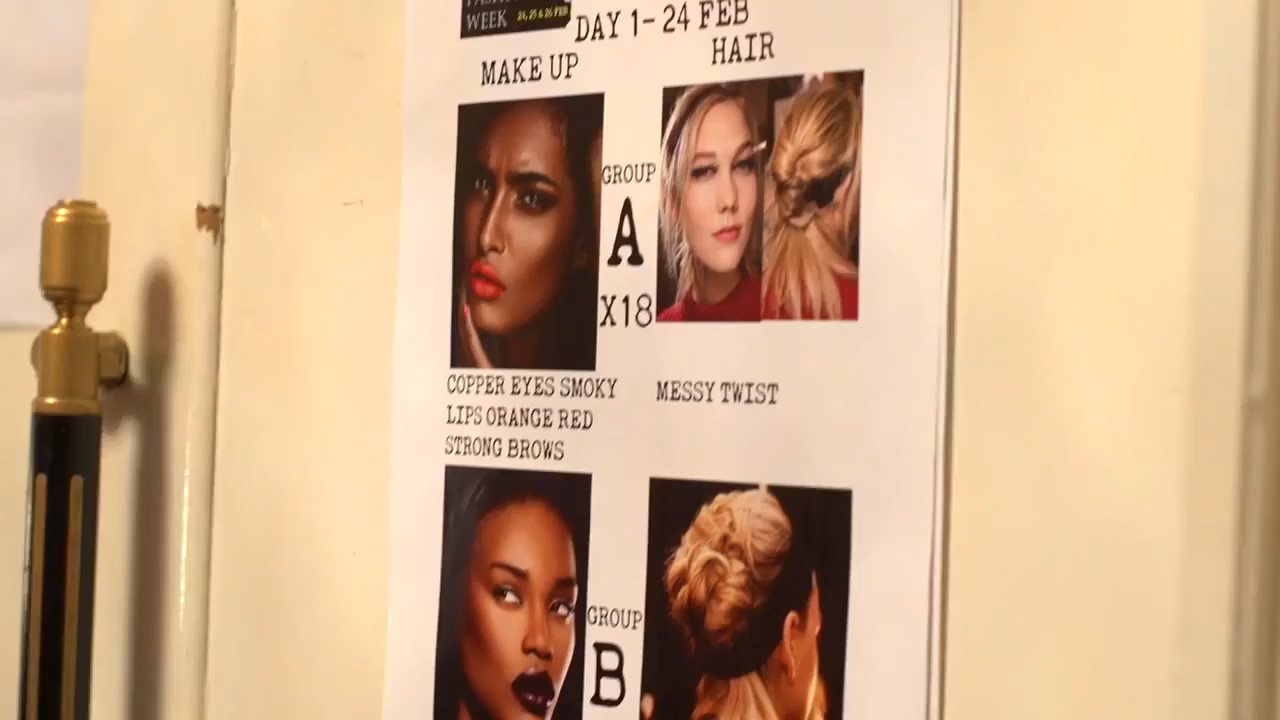 WEEK 24, 25 & 26 FEB
DAY 1- 24 FEB
MAKE UP
HAIR
GROUP
A
X18
COPPER EYES SMOKY
LIPS ORANGE RED
STRONG BROWS
MESSY TWIST
GROUP
B